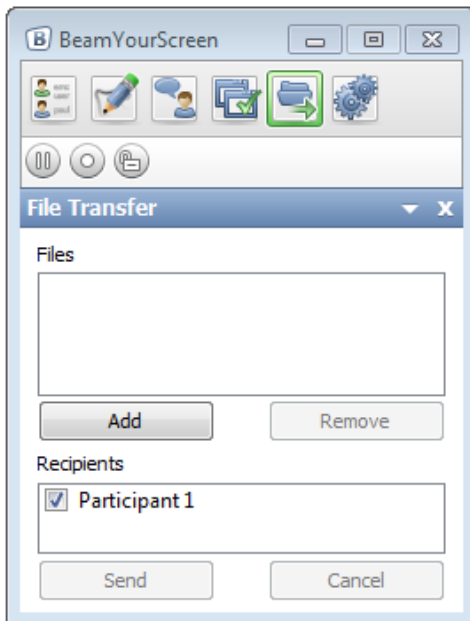 B BeamYourScreen
File Transfer
Files
Add Remove
Recipients
Participant 1
Send Cancel